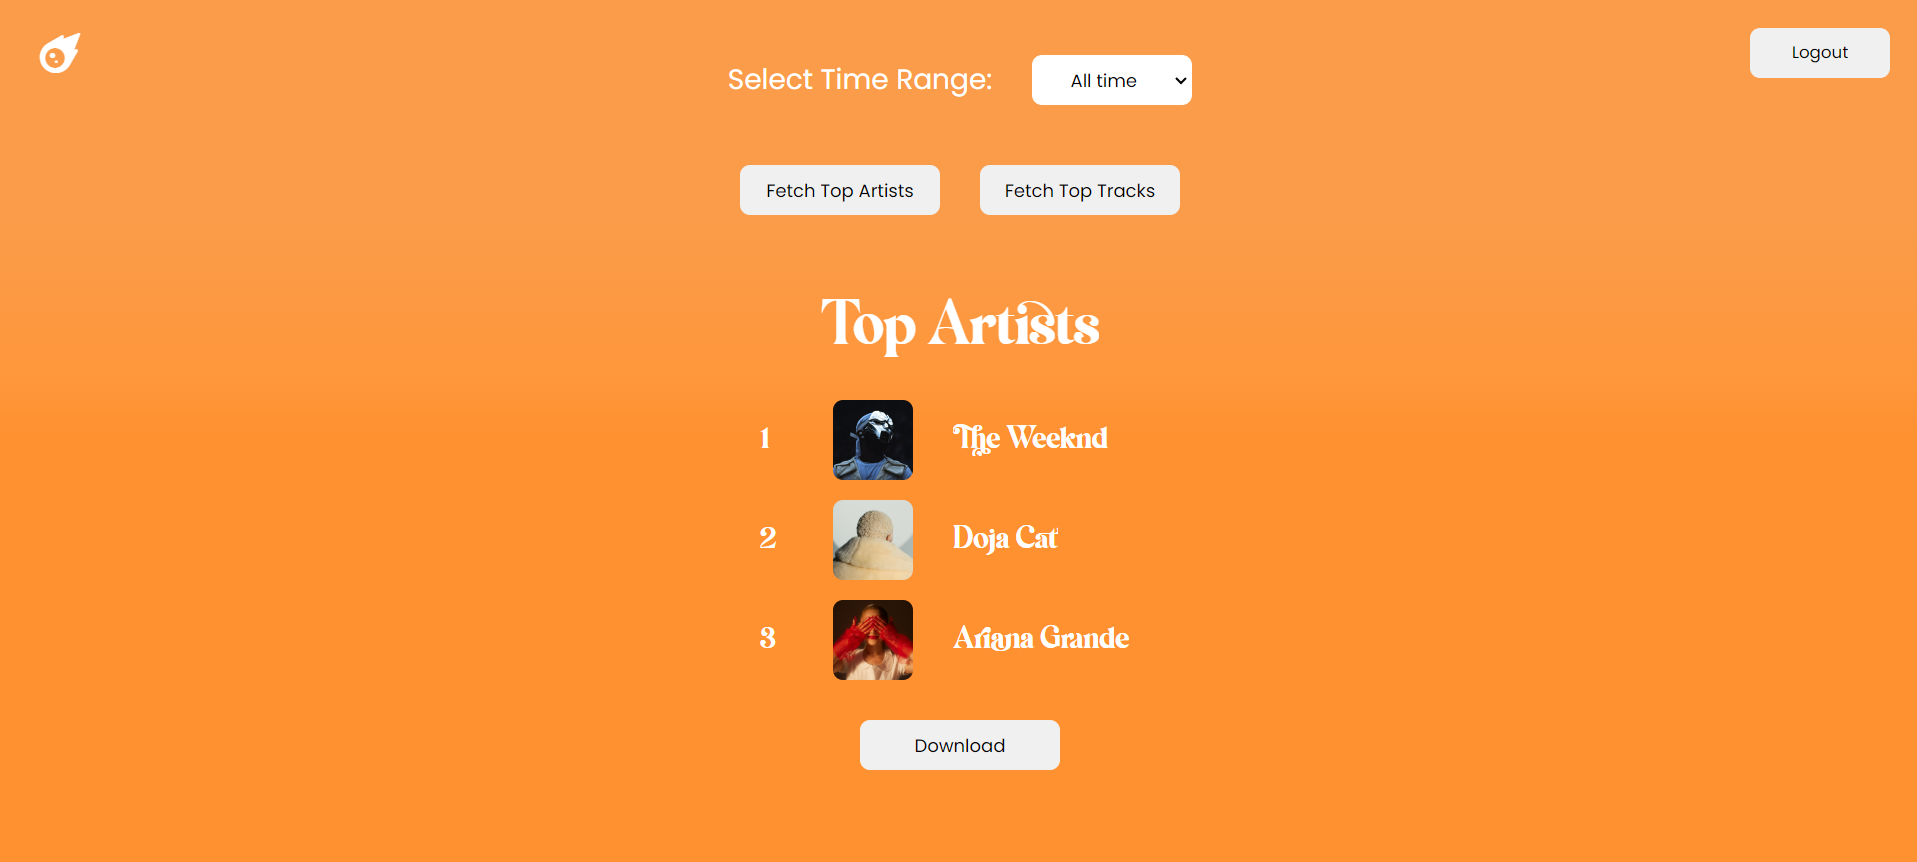 Select Time Range: All time
Logout
Fetch Top Artists Fetch Top Tracks
Top Artists
1 The Weeknd
2 Doja Cat
3 Ariana Grande
Download